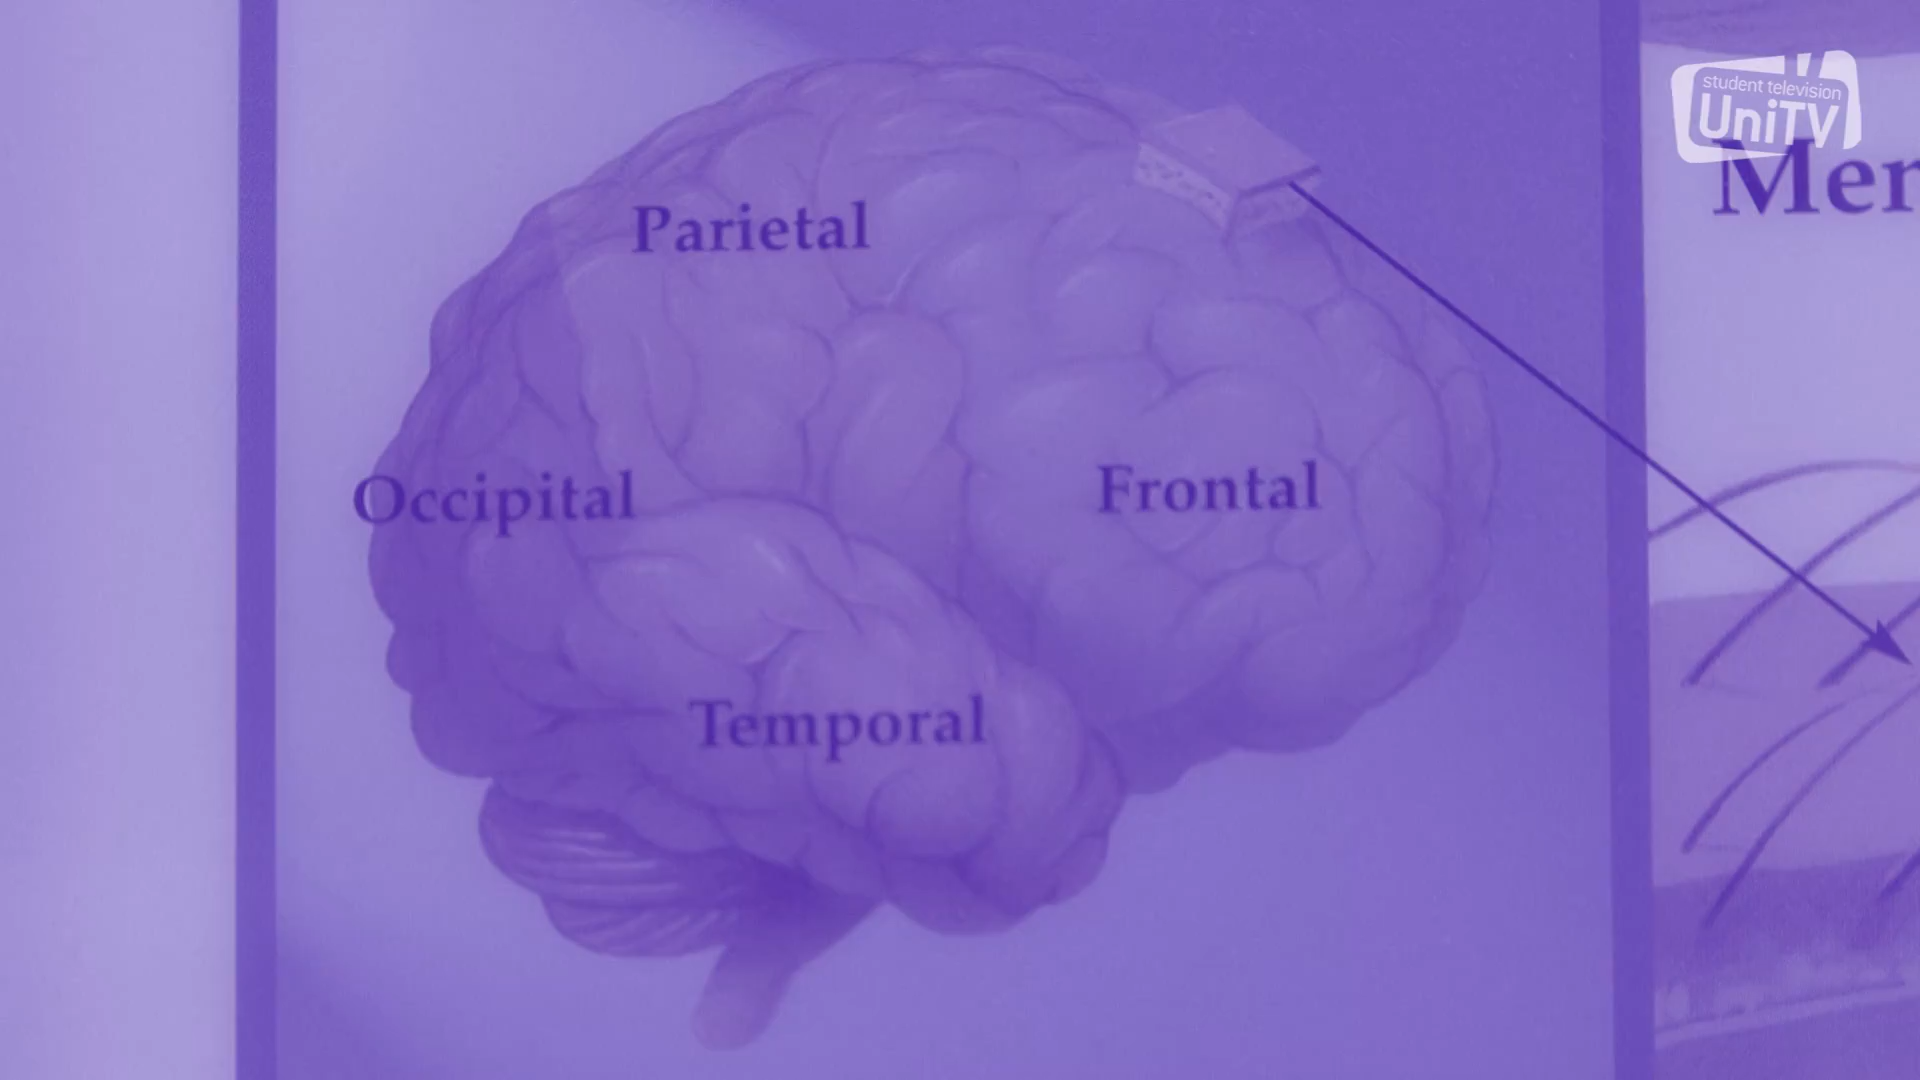 student television
UniTV
Parietal
Occipital
Frontal
Temporal